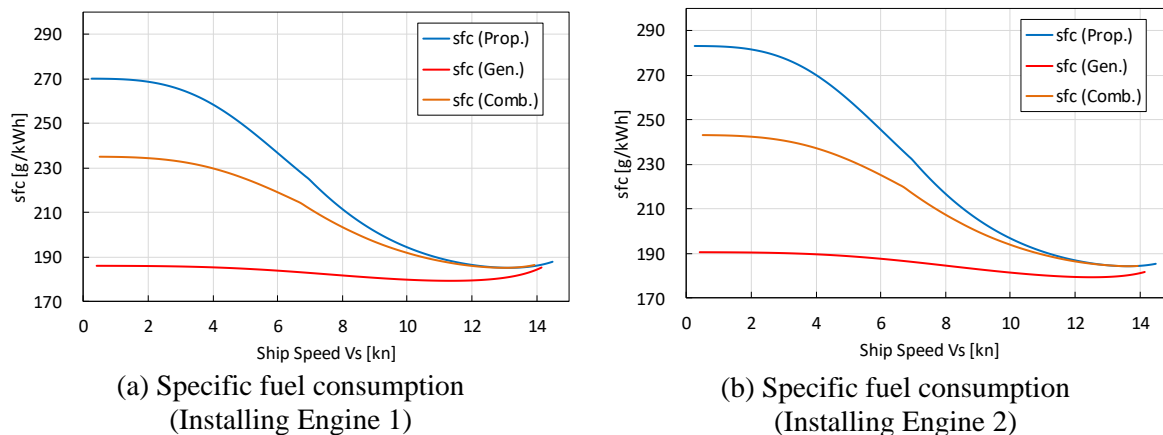 290
270
250
230
210
190
170
sfc [g/kWh]
sfc (Prop.)
sfc (Gen.)
sfc (Comb.)
0 2 4 6 8 10 12 14
Ship Speed Vs [kn]
(a) Specific fuel consumption
(Installing Engine 1)
290
270
250
230
210
190
170
sfc [g/kWh]
sfc (Prop.)
sfc (Gen.)
sfc (Comb.)
0 2 4 6 8 10 12 14
Ship Speed Vs [kn]
(b) Specific fuel consumption
(Installing Engine 2)